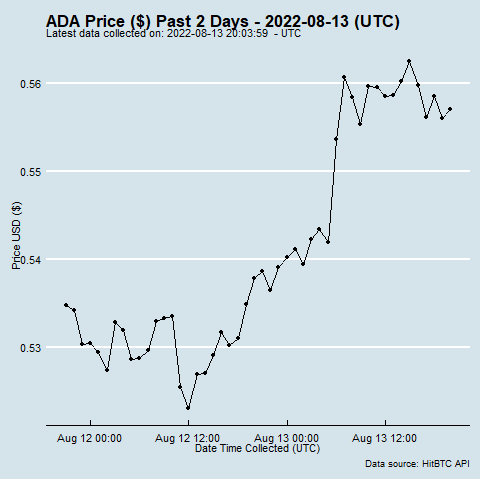 ADA Price ($) Past 2 Days - 2022-08-13 (UTC)
Latest data collected on: 2022-08-13 20:03:59 - UTC
0.56
0.55
0.54
0.53
Price USD ($)
Aug 12 00:00 Aug 12 12:00 Aug 13 00:00 Aug 13 12:00
Date Time Collected (UTC)
Data source: HitBTC API